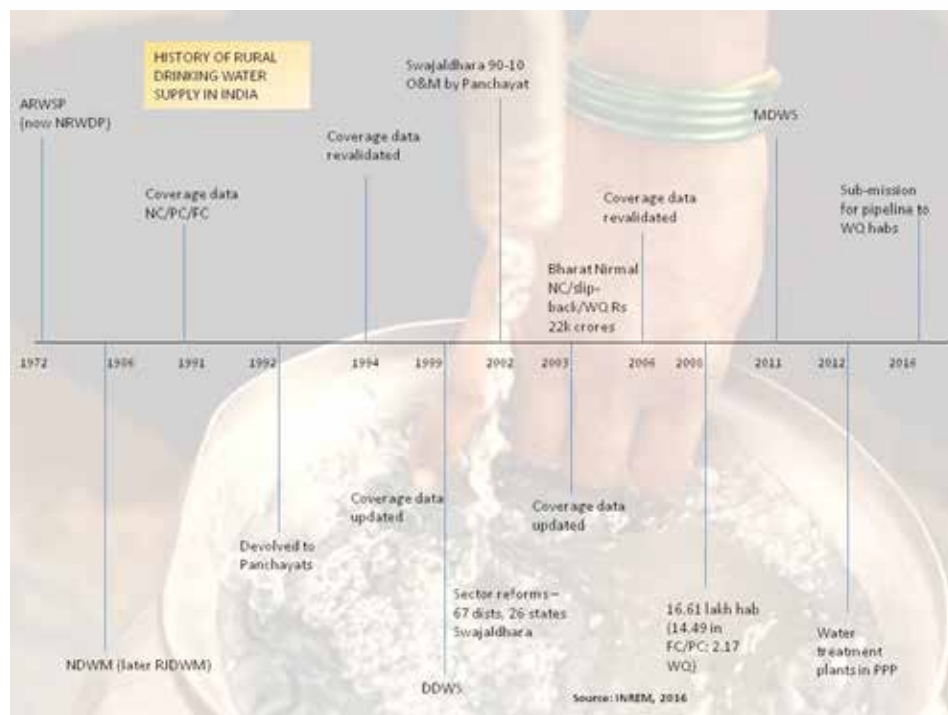 HISTORY OF RURAL
DRINKING WATER
SUPPLY IN INDIA
ARWSP
(now NRWDP)
Coverage data
NC/PC/FC
Coverage data
revalidated
Swajaldhara 90-10
O&M by Panchayat
Bharat Nirmal
NC/slip-
back/WQ Rs
22k crores
Coverage data
revalidated
MDWS
Sub-mission
for pipeline to
WQ habs
1972 1986 1991 1992 1994 1999 2002 2003 2006 2008 2011 2012 2016
NDWM (later RJDWM)
Devolved to
Panchayats
Coverage data
updated
DDWS
Sector reforms –
67 dists, 26 states
Swajaldhara
Coverage data
updated
16.61 lakh hab
(14.49 in
FC/PC; 2.17
WQ)
Water
treatment
plants in PPP
Source: INREM, 2016